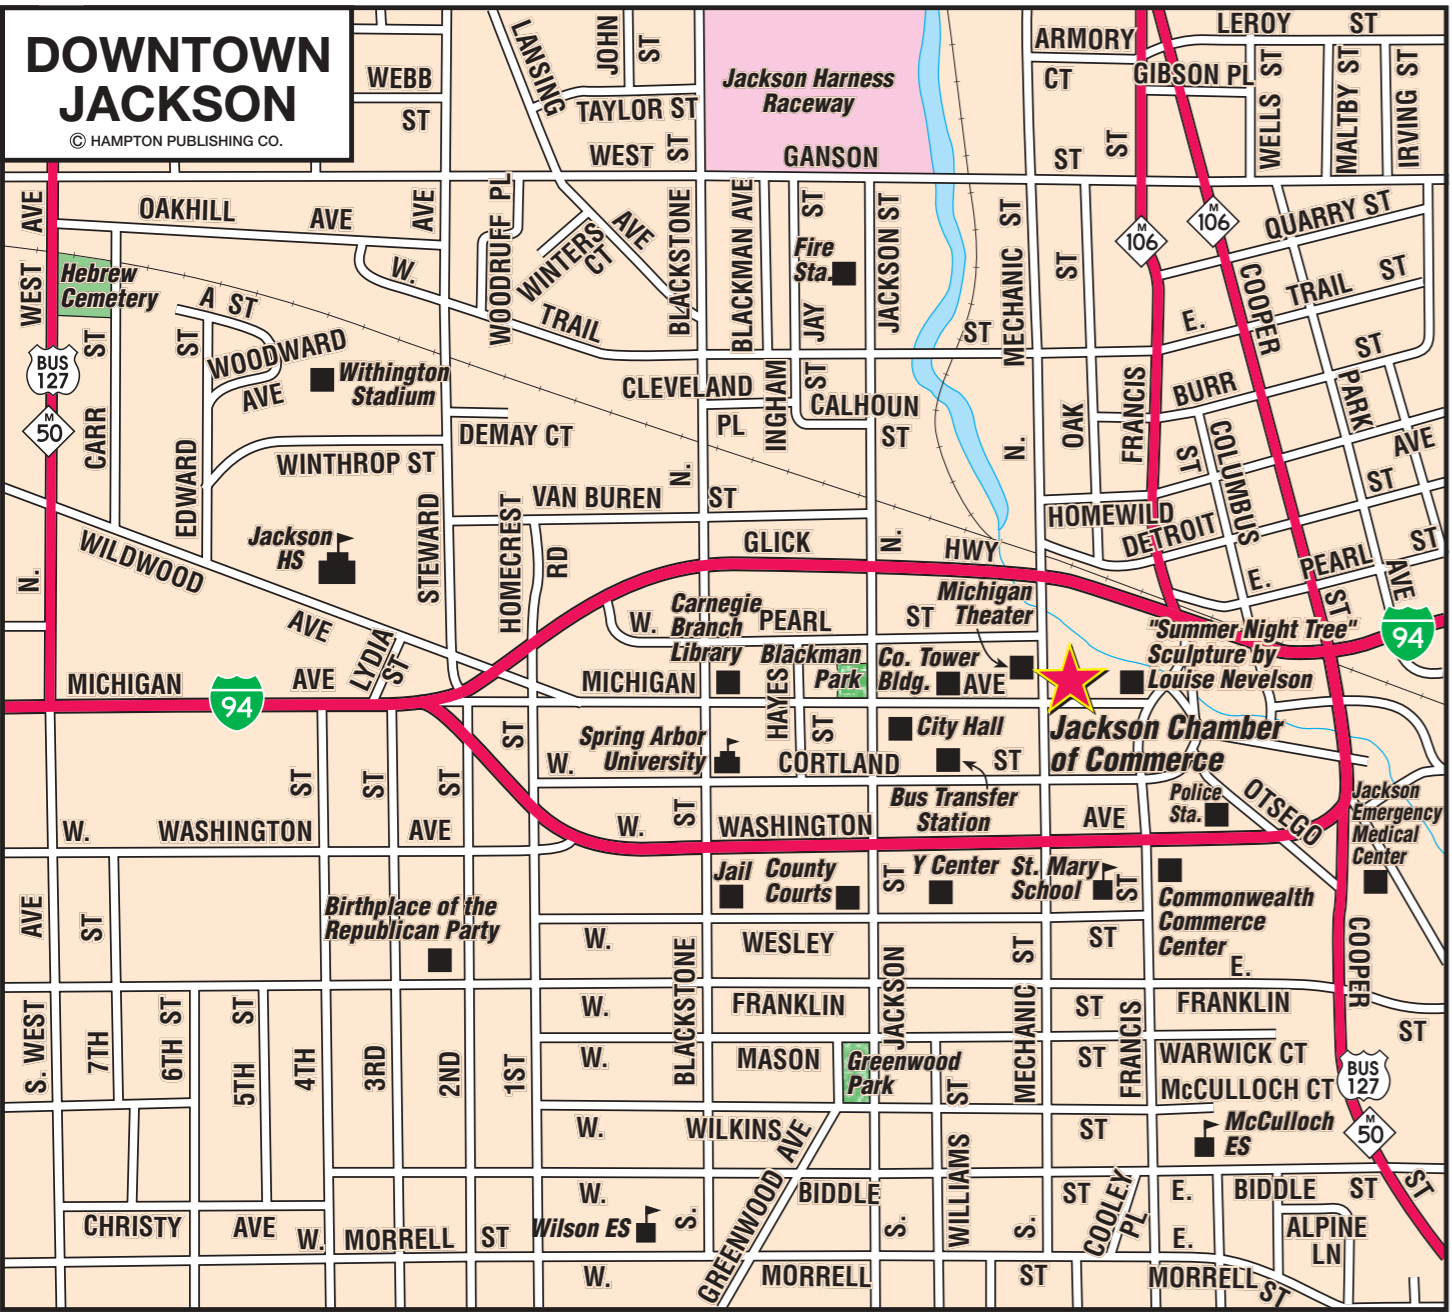 DOWNTOWN
JACKSON
© HAMPTON PUBLISHING CO.
WEBB
ST
LANSING
AVE
JOHN
ST
TAYLOR ST
WEST
ST
Jackson Harness
Raceway
GANSON
ST
ARMORY
CT
ST
GIBSON PL
LEROY ST
WELLS ST
MALTBY ST
IRVING ST
M
106
M
106
WEST AVE
OAKHILL AVE
AVE
WOODRUFF PL
WINTERS
CT
BLACKSTONE
BLACKMAN AVE
ST
Fire
Sta.
JAY
JACKSON ST
MECHANIC ST
ST
QUARRY ST
COOPER
Hebrew
Cemetery
A ST
W. TRAIL ST
E. TRAIL ST
BUS
127
M
50
CARR ST
ST
WOODWARD
AVE
Withington
Stadium
CLEVELAND
PL
INGHAM
ST
CALHOUN
ST
N.
OAK
FRANCIS
BURR ST
ST
COLUMBUS
PARK
AVE
ST
EDWARD
DEMAY CT
WINTHROP ST
N.
VAN BUREN ST
HOMEWILD
DETROIT
Jackson
HS
STEWARD
HOMECREST
RD
GLICK HWY
N.
E. PEARL ST
AVE
ST
N.
WILDWOOD
AVE
LYDIA
ST
W. PEARL ST
Carnegie
Branch
Library
Michigan
Theater
"Summer Night Tree"
Sculpture by
Louise Nevelson
94
MICHIGAN AVE
94
MICHIGAN AVE
Blackman
Park
Co. Tower
Bldg.
HAYES
ST
City Hall
Jackson Chamber
of Commerce
ST
Spring Arbor
University
W. CORTLAND ST
Bus Transfer
Station
Police
Sta.
OTSEGO
Jackson
Emergency
Medical
Center
ST
ST
ST
ST
W. WASHINGTON AVE
W. WASHINGTON AVE
Jail
County
Courts
ST
Y Center
St. Mary
School
ST
Commonwealth
Commerce
Center
AVE
ST
Birthplace of the
Republican Party
W. WESLEY ST
BLACKSTONE
JACKSON
ST
COOPER
S. WEST
7TH
6TH ST
5TH
ST
4TH
3RD
2ND
1ST
W. FRANKLIN ST
E. FRANKLIN ST
W. MASON ST
Greenwood
Park
MECHANIC
FRANCIS
WARWICK CT
McCULLOCH CT
BUS
127
McCulloch
ES
M
50
ST
W. WILKINS ST
GREENWOOD AVE
ST
WILLIAMS
W. BIDDLE ST
COOLEY
PL
E. BIDDLE ST
CHRISTY AVE
W. MORRELL ST
Wilson ES
S.
S.
S.
E.
ALPINE
LN
W. MORRELL ST
MORRELL ST